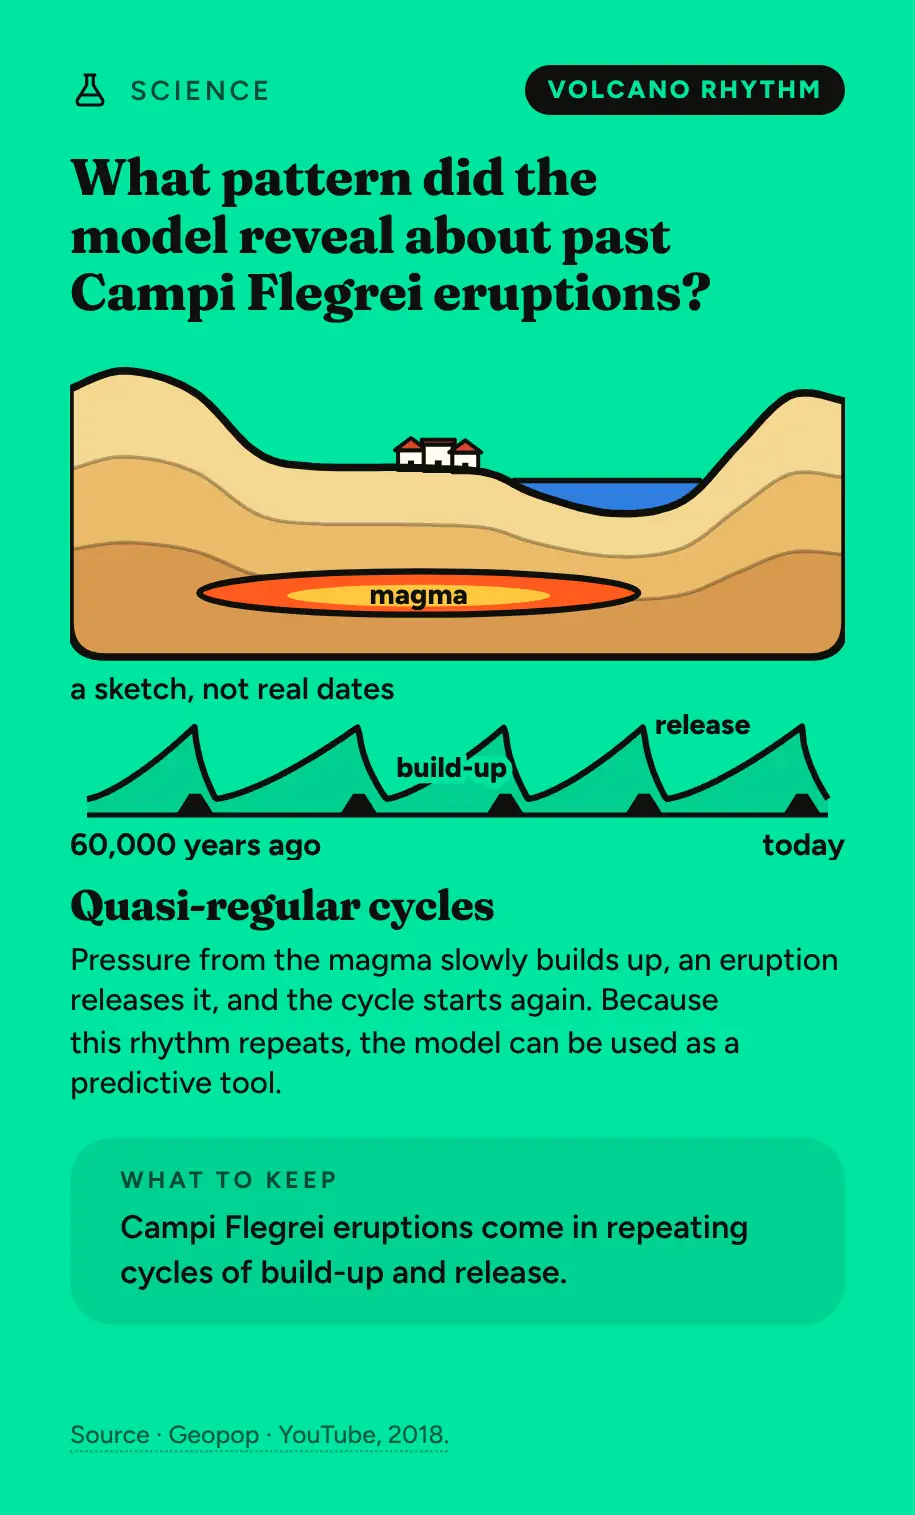 SCIENCE
VOLCANO RHYTHM
What pattern did the
model reveal about past
Campi Flegrei eruptions?
magma
a sketch, not real dates
release
build-up
60,000 years ago
today
Quasi-regular cycles
Pressure from the magma slowly builds up, an eruption
releases it, and the cycle starts again. Because
this rhythm repeats, the model can be used as a
predictive tool.
WHAT TO KEEP
Campi Flegrei eruptions come in repeating
cycles of build-up and release.
Source · Geopop · YouTube, 2018.